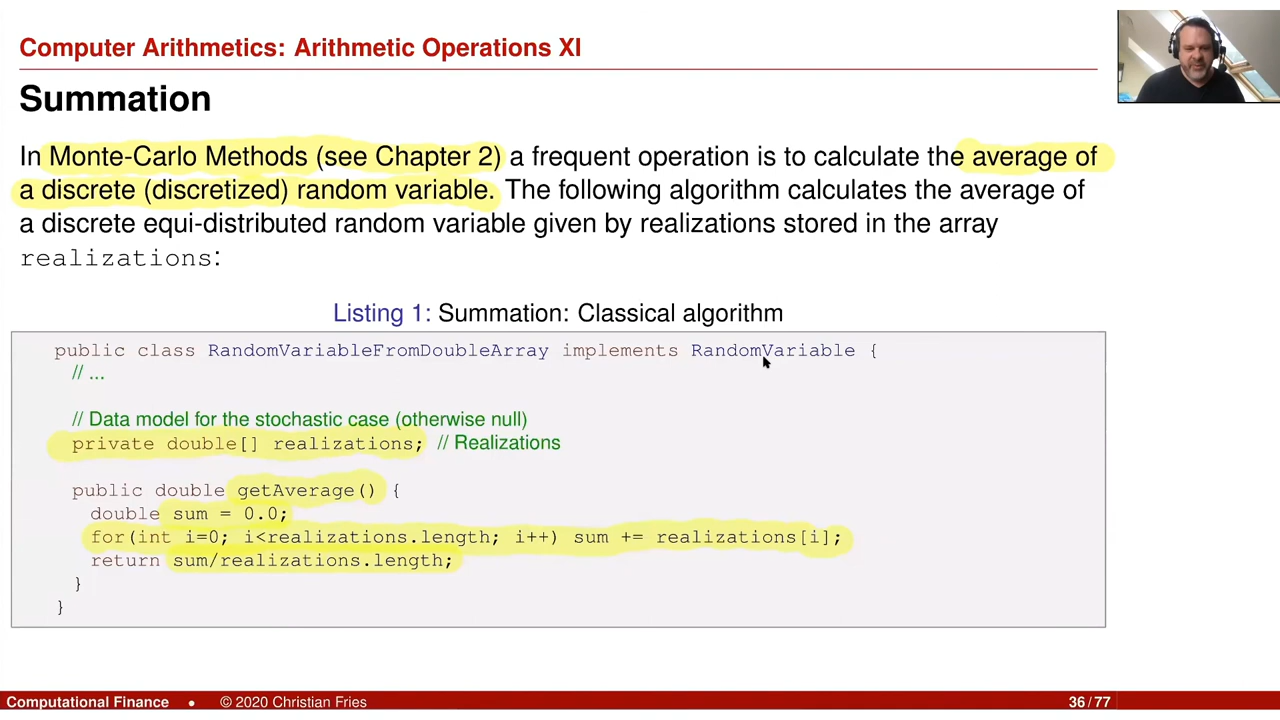 Computer Arithmetics: Arithmetic Operations XI
Summation
In Monte-Carlo Methods (see Chapter 2) a frequent operation is to calculate the average of
a discrete (discretized) random variable. The following algorithm calculates the average of
a discrete equi-distributed random variable given by realizations stored in the array
realizations:
Listing 1: Summation: Classical algorithm
public class RandomVariableFromDoubleArray implements RandomVariable {
// ...
// Data model for the stochastic case (otherwise null)
private double[] realizations; // Realizations
public double getAverage() {
double sum = 0.0;
for(int i=0; i<realizations.length; i++) sum += realizations[i];
return sum/realizations.length;
}
}
Computational Finance • © 2020 Christian Fries 36/77